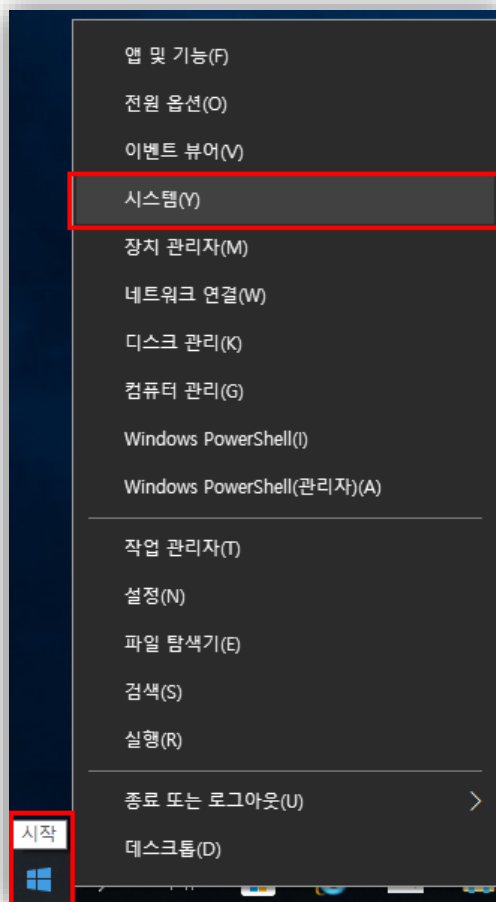 앱 및 기능(F)
전원 옵션(O)
이벤트 뷰어(V)
시스템(Y)
장치 관리자(M)
네트워크 연결(W)
디스크 관리(K)
컴퓨터 관리(G)
Windows PowerShell(I)
Windows PowerShell(관리자)(A)
작업 관리자(T)
설정(N)
파일 탐색기(E)
검색(S)
실행(R)
종료 또는 로그아웃(U)
데스크톱(D)
시작